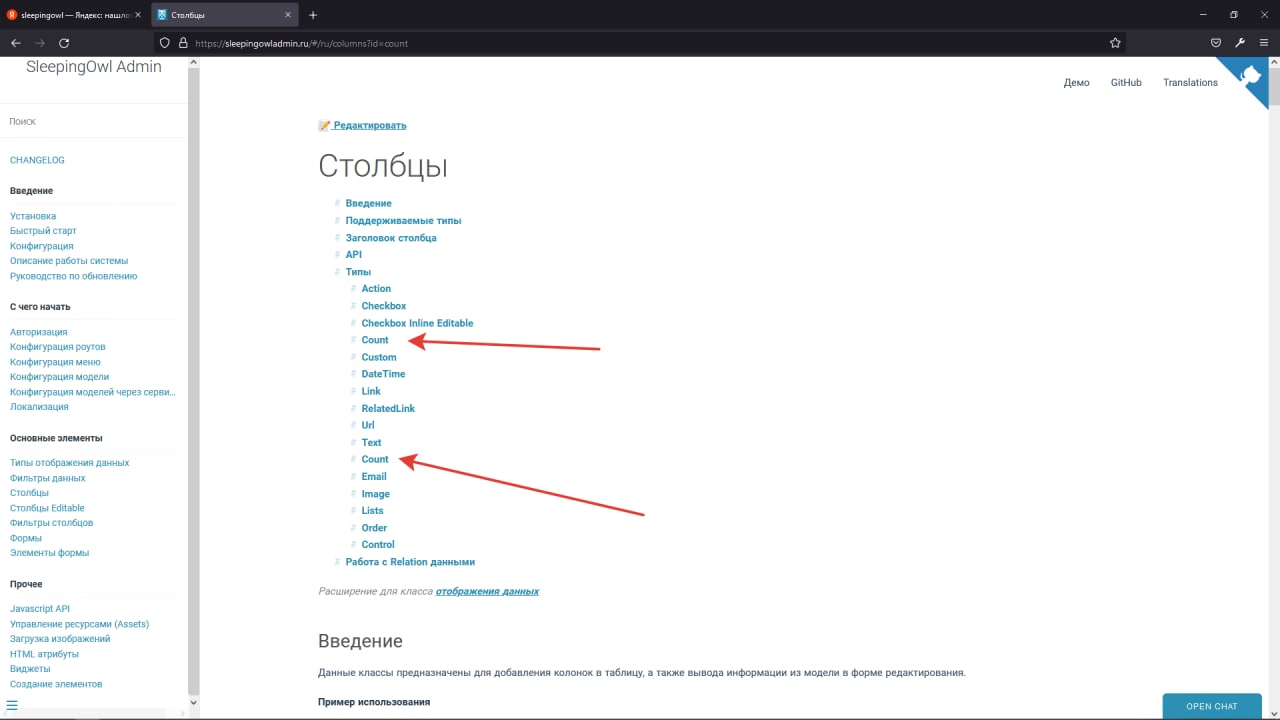 sleepingowl — Яндекс: нашло
Столбцы
https://sleepingowladmin.ru/#/ru/columns?id=count
SleepingOwl Admin
Поиск
CHANGELOG
Введение
Установка
Быстрый старт
Конфигурация
Описание работы системы
Руководство по обновлению
С чего начать
Авторизация
Конфигурация роутов
Конфигурация меню
Конфигурация модели
Конфигурация моделей через серви...
Локализация
Основные элементы
Типы отображения данных
Фильтры данных
Столбцы
Столбцы Editable
Фильтры столбцов
Формы
Элементы формы
Прочее
Javascript API
Управление ресурсами (Assets)
Загрузка изображений
HTML атрибуты
Виджеты
Создание элементов
Демо GitHub Translations
Редактировать
Столбцы
# Введение
# Поддерживаемые типы
# Заголовок столбца
# API
# Типы
# Action
# Checkbox
# Checkbox Inline Editable
# Count
# Custom
# DateTime
# Link
# RelatedLink
# Url
# Text
# Count
# Email
# Image
# Lists
# Order
# Control
# Работа с Relation данными
Расширение для класса отображения данных
Введение
Данные классы предназначены для добавления колонок в таблицу, а также вывода информации из модели в форме редактирования.
Пример использования
OPEN CHAT